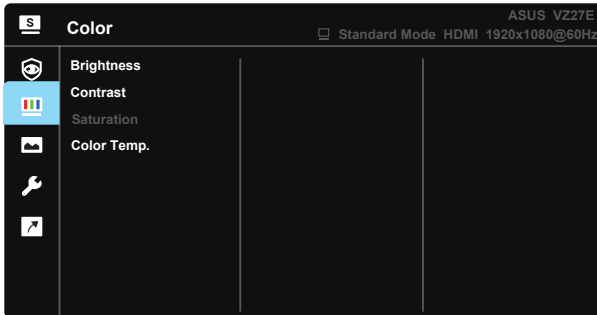 S
ASUS VZ27E
Color
Standard Mode HDMI 1920x1080@60Hz
Brightness
Contrast
Saturation
Color Temp.